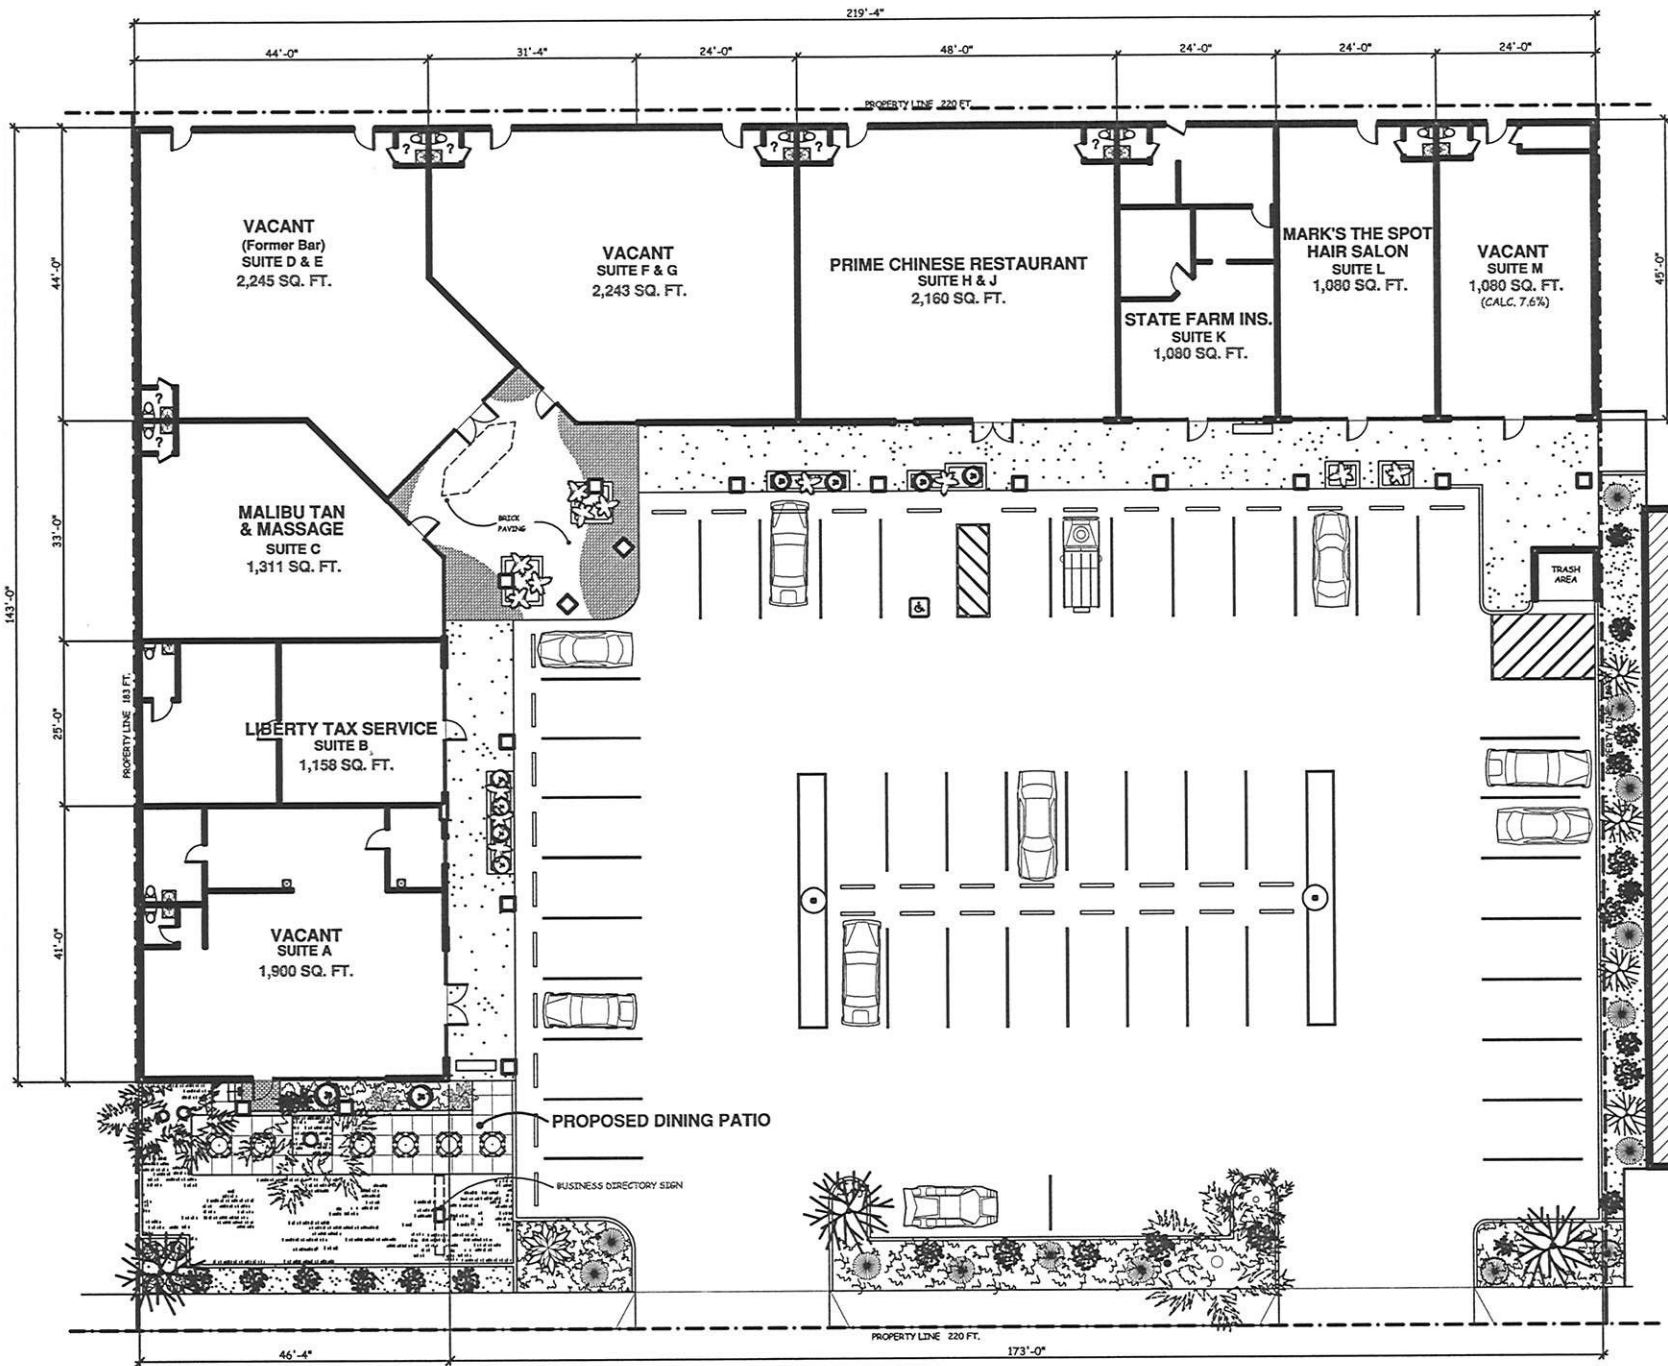 219'-4"
44'-0"
31'-4"
24'-0"
48'-0"
24'-0"
24'-0"
24'-0"
PROPERTY LINE 220 FT.
VACANT
(Former Bar)
SUITE D & E
2,245 SQ. FT.
VACANT
SUITE F & G
2,243 SQ. FT.
PRIME CHINESE RESTAURANT
SUITE H & J
2,160 SQ. FT.
STATE FARM INS.
SUITE K
1,080 SQ. FT.
MARK'S THE SPOT
HAIR SALON
SUITE L
1,080 SQ. FT.
VACANT
SUITE M
1,080 SQ. FT.
(CALC. 7.6%)
?
?
?
?
?
?
?
44'-0"
45'-0"
MALIBU TAN
& MASSAGE
SUITE C
1,311 SQ. FT.
BRICK
PAVING
33'-0"
143'-0"
TRASH
AREA
PROPERTY LINE 183 FT.
25'-0"
LIBERTY TAX SERVICE
SUITE B
1,158 SQ. FT.
41'-0"
VACANT
SUITE A
1,900 SQ. FT.
PROPOSED DINING PATIO
BUSINESS DIRECTORY SIGN
PROPERTY LINE 220 FT.
46'-4"
173'-0"